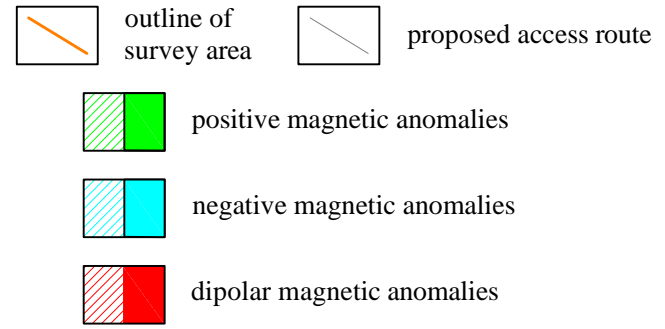 outline of
survey area
proposed access route
positive magnetic anomalies
negative magnetic anomalies
dipolar magnetic anomalies